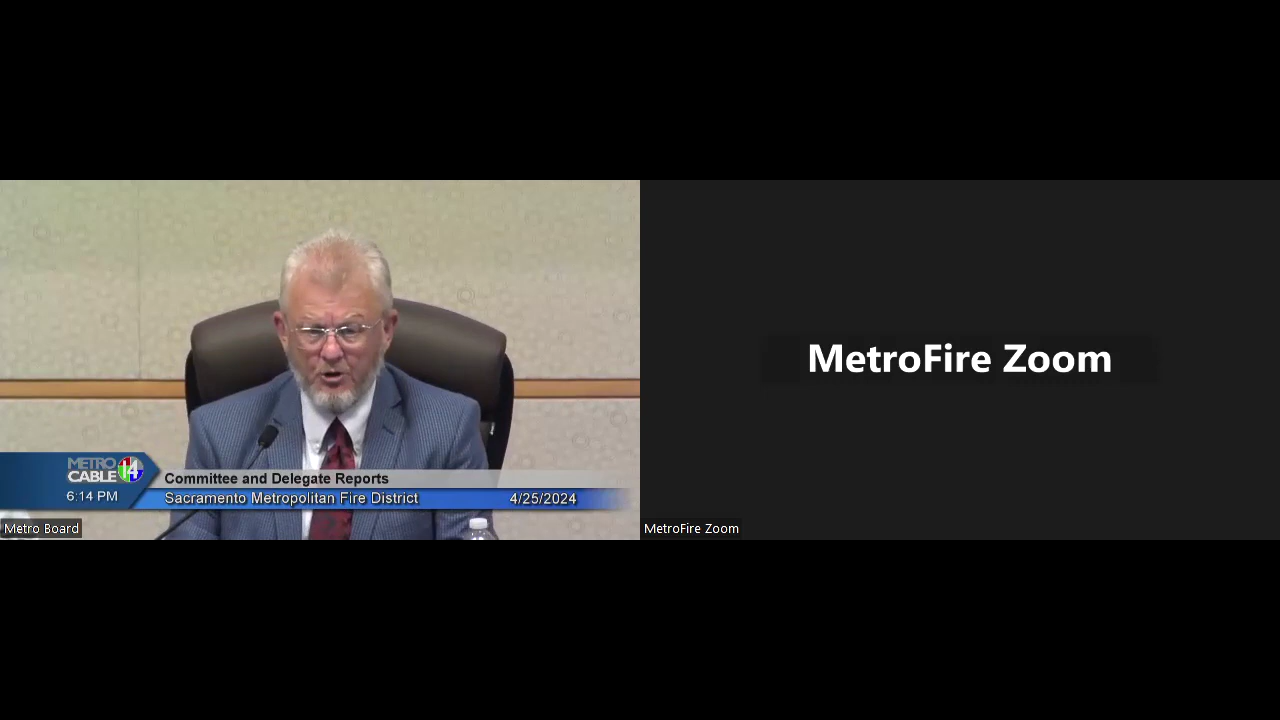 METRO
CABLE 14
6:14 PM
Committee and Delegate Reports
Sacramento Metropolitan Fire District 4/25/2024
Metro Board
MetroFire Zoom
MetroFire Zoom